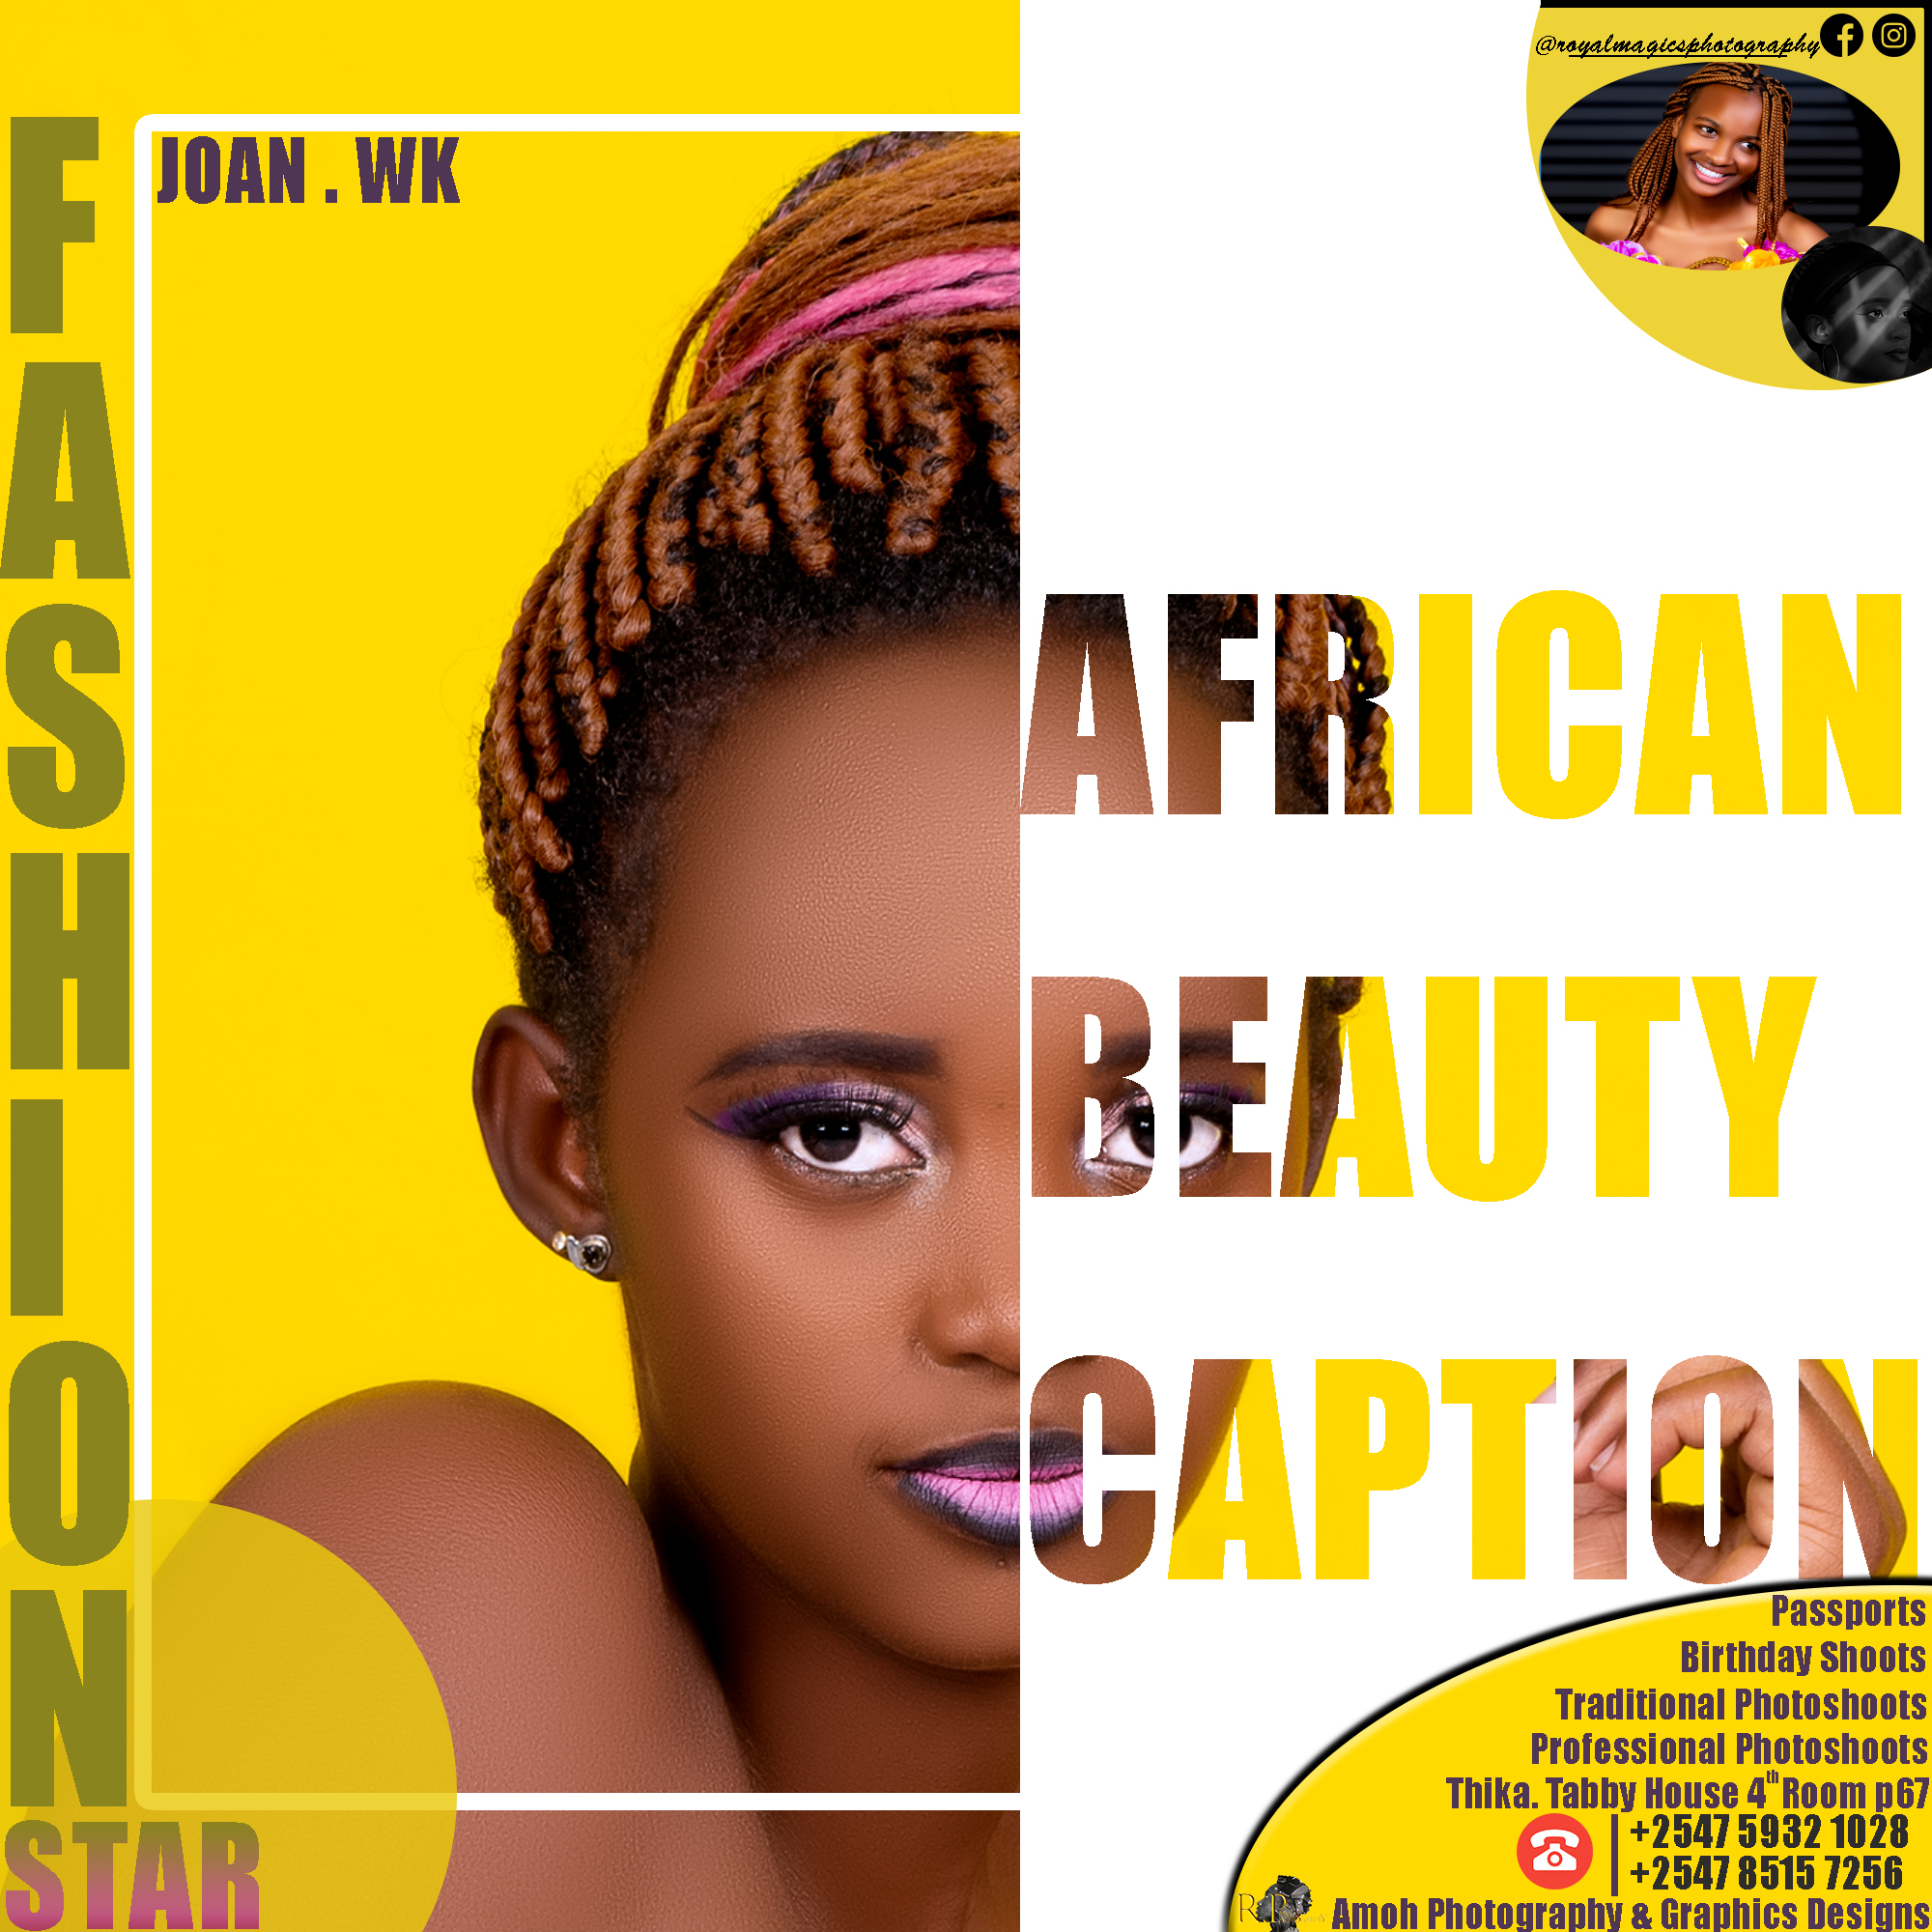 @royalmagicsphotography
JOAN . WK
FASHION
STAR
AFRICAN
BEAUTY
CAPTION
Passports
Birthday Shoots
Traditional Photoshoots
Professional Photoshoots
Thika. Tabby House 4th Room p67
+2547 5932 1028
+2547 8515 7256
Amoh Photography & Graphics Designs